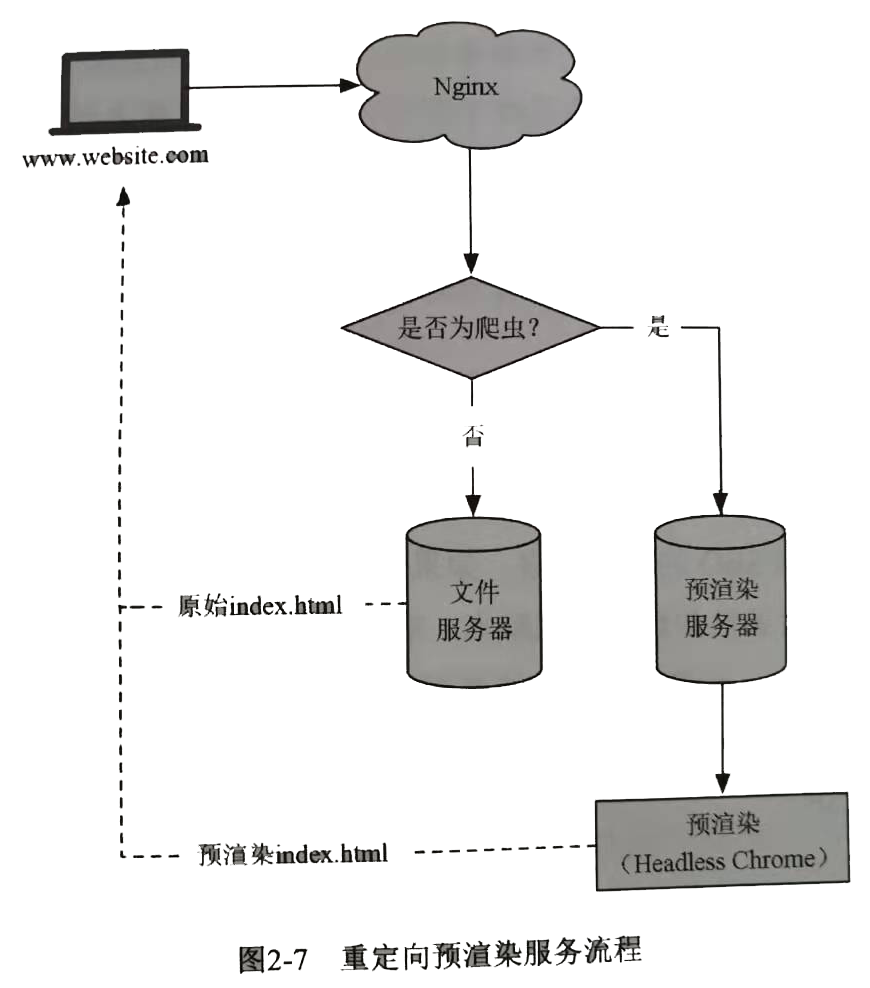 Nginx
www.website.com
是否为爬虫?
是
否
文件
服务器
预渲染
服务器
原始index.html
预渲染
（Headless Chrome）
预渲染index.html
图2-7 重定向预渲染服务流程